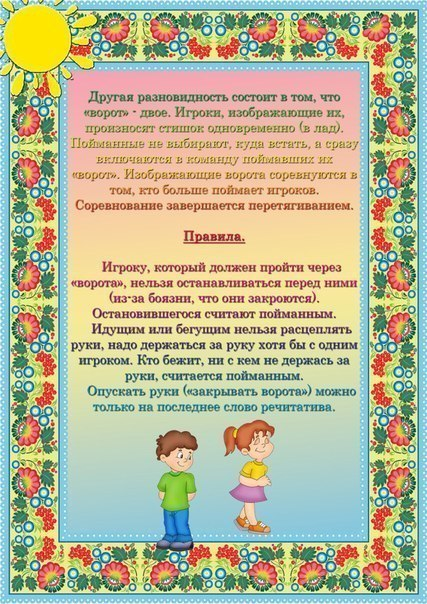 Другая разновидность состоит в том, что
«ворот» - двое. Игроки, изображающие их,
произносят стишок одновременно (в лад).
Пойманные не выбирают, куда встать, а сразу
включаются в команду поймавших их
«ворот». Изображающие ворота соревнуются в
том, кто больше поймает игроков.
Соревнование завершается перетягиванием.
Правила.
Игроку, который должен пройти через
«ворота», нельзя останавливаться перед ними
(из-за боязни, что они закроются).
Остановившегося считают пойманным.
Идущим или бегущим нельзя расцеплять
руки, надо держаться за руку хотя бы с одним
игроком. Кто бежит, ни с кем не держась за
руки, считается пойманным.
Опускать руки («закрывать ворота») можно
только на последнее слово речитатива.